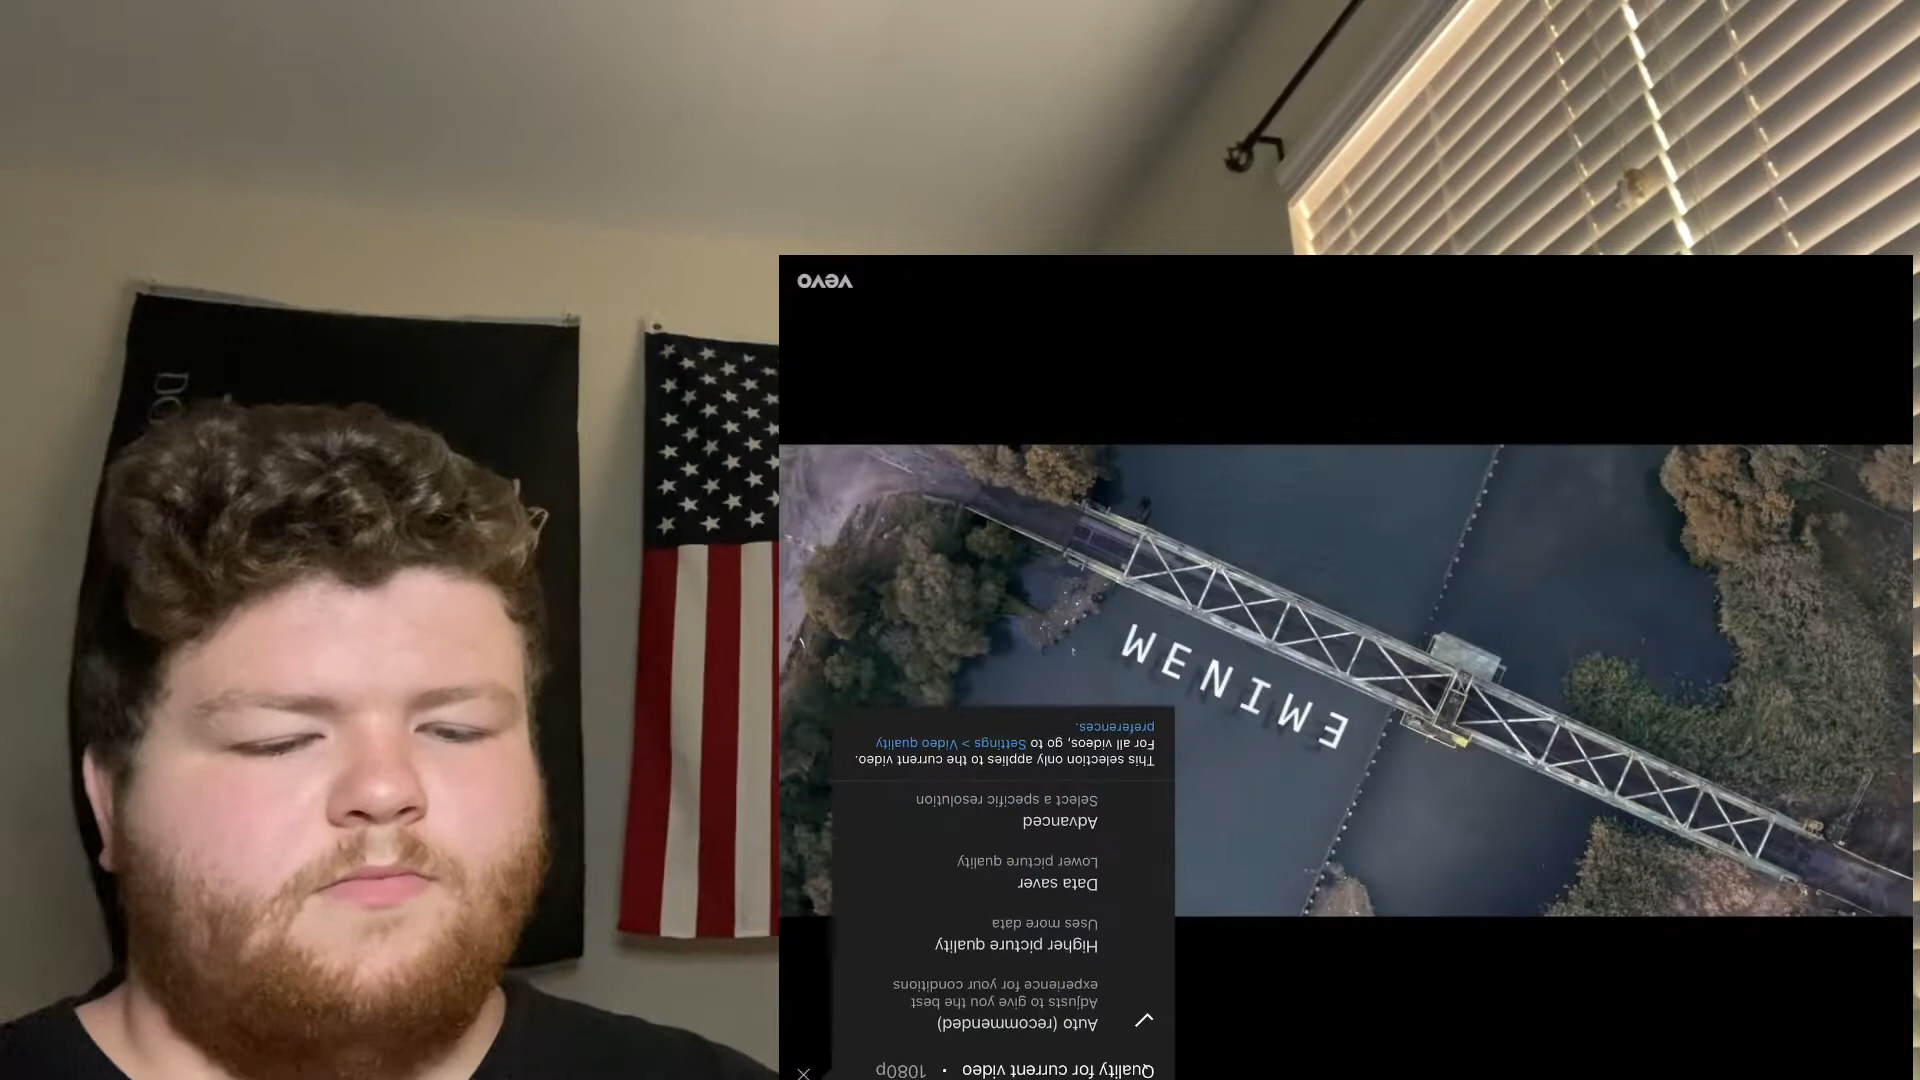 Quality for current video • 1080p
Auto (recommended)
Adjusts to give you the best
experience for your conditions
Higher picture quality
Uses more data
Data saver
Lower picture quality
Advanced
Select a specific resolution
This selection only applies to the current video.
For all videos, go to Settings > Video quality
preferences.
EMINEM
vevo